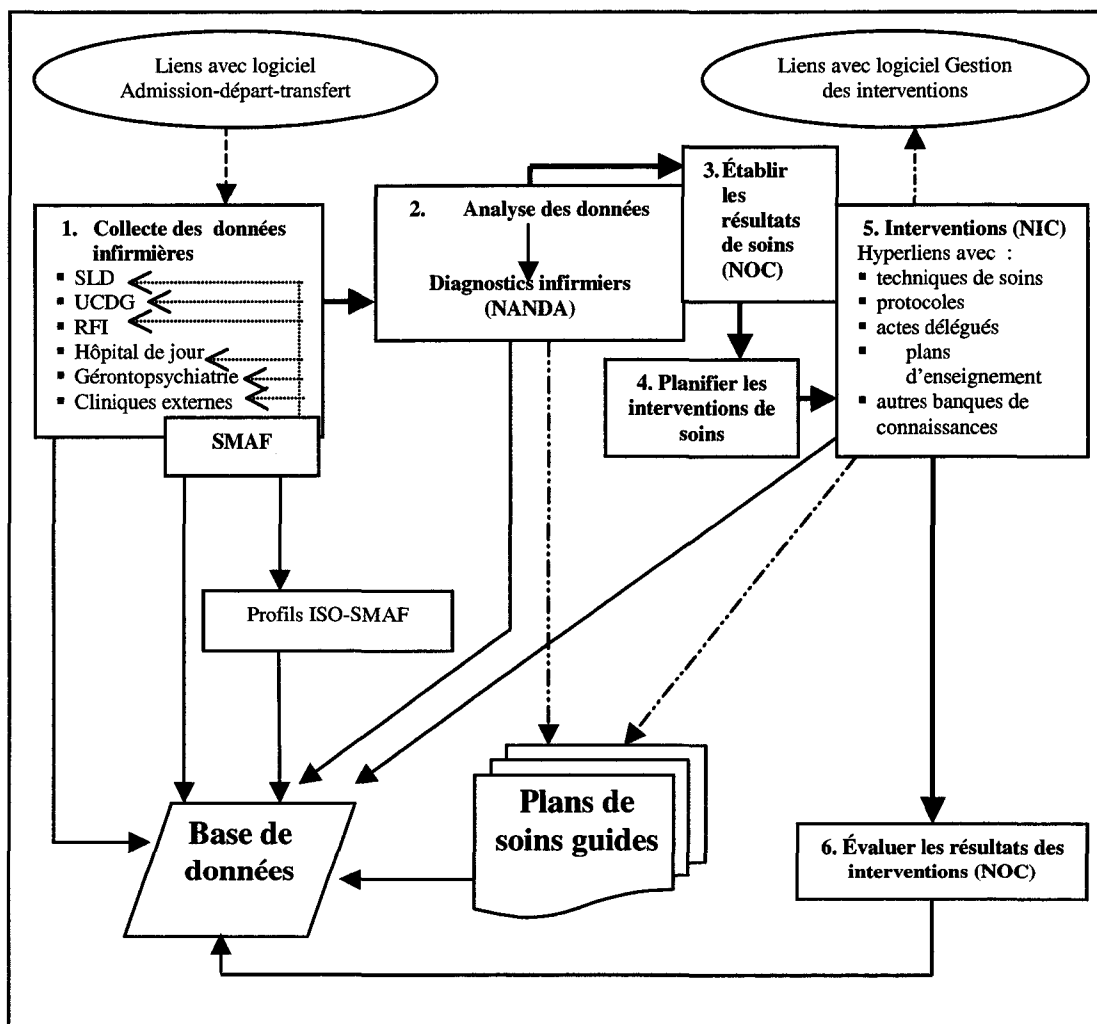 Liens avec logiciel
Admission-départ-transfert
Liens avec logiciel Gestion
des interventions
1. Collecte des données
infirmières
▪ SLD
▪ UCDG
▪ RFI
▪ Hôpital de jour
▪ Gérontopsychiatrie
▪ Cliniques externes
SMAF
2. Analyse des données
Diagnostics infirmiers
(NANDA)
3. Établir
les
résultats
de soins
(NOC)
4. Planifier les
interventions de
soins
5. Interventions (NIC)
Hyperliens avec :
▪ techniques de soins
▪ protocoles
▪ actes délégués
▪ plans
d’enseignement
▪ autres banques de
connaissances
Profils ISO-SMAF
Base de
données
Plans de
soins guides
6. Évaluer les résultats des
interventions (NOC)